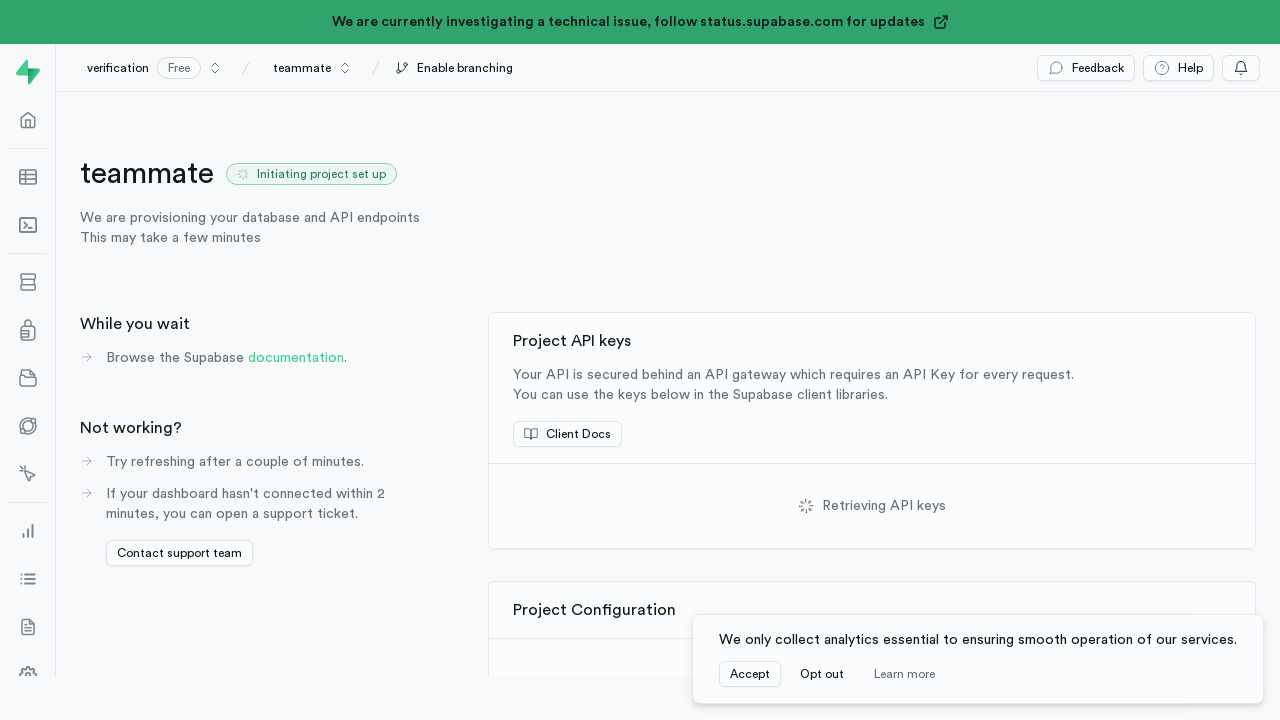 We are currently investigating a technical issue, follow status.supabase.com for updates
verification Free / teammate / Enable branching Feedback Help
teammate Initiating project set up
We are provisioning your database and API endpoints
This may take a few minutes
While you wait
Browse the Supabase documentation.
Not working?
Try refreshing after a couple of minutes.
If your dashboard hasn't connected within 2
minutes, you can open a support ticket.
Contact support team
Project API keys
Your API is secured behind an API gateway which requires an API Key for every request.
You can use the keys below in the Supabase client libraries.
Client Docs
Retrieving API keys
Project Configuration
We only collect analytics essential to ensuring smooth operation of our services.
Accept Opt out Learn more